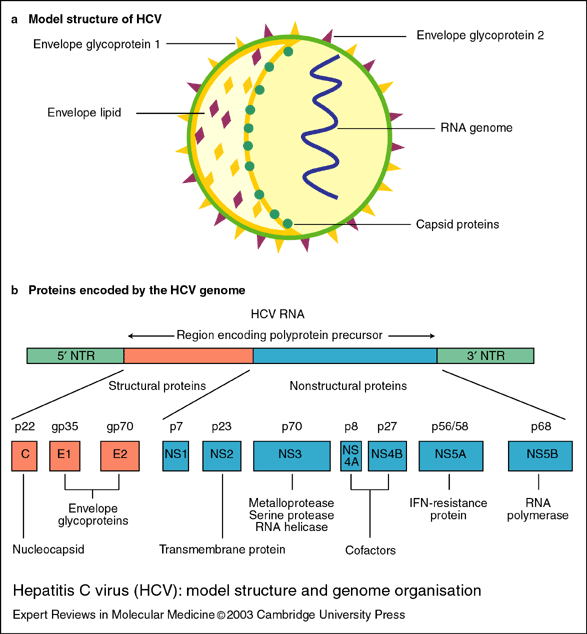 a Model structure of HCV
Envelope glycoprotein 1
Envelope glycoprotein 2
Envelope lipid
RNA genome
Capsid proteins
b Proteins encoded by the HCV genome
HCV RNA
Region encoding polyprotein precursor
5′ NTR
3′ NTR
Structural proteins
Nonstructural proteins
p22 gp35 gp70 p7 p23 p70 p8 p27 p56/58 p68
C E1 E2 NS1 NS2 NS3 NS4A NS4B NS5A NS5B
Envelope
glycoproteins
Metalloprotease
Serine protease
RNA helicase
IFN-resistance
protein
RNA
polymerase
Nucleocapsid
Transmembrane protein
Cofactors
Hepatitis C virus (HCV): model structure and genome organisation
Expert Reviews in Molecular Medicine © 2003 Cambridge University Press